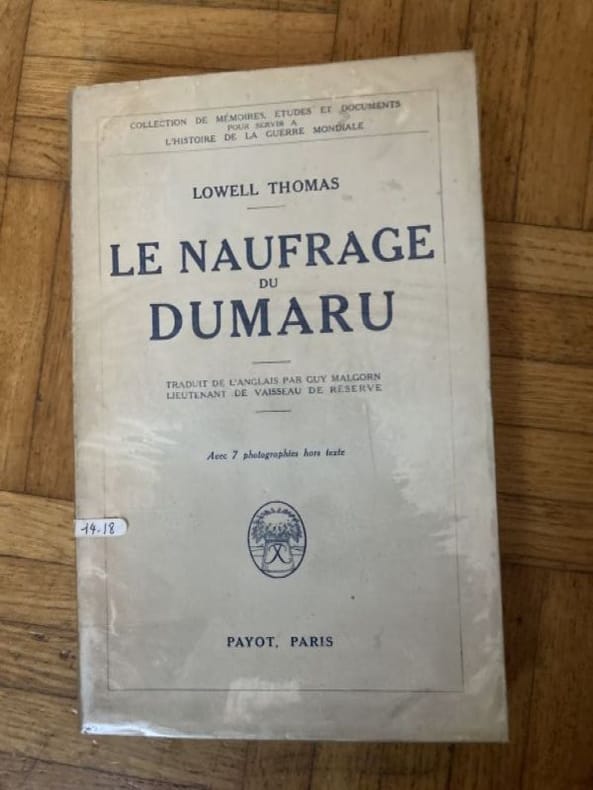 COLLECTION DE MÉMOIRES, ÉTUDES ET DOCUMENTS
POUR SERVIR A
L'HISTOIRE DE LA GUERRE MONDIALE
LOWELL THOMAS
LE NAUFRAGE
DU
DUMARU
TRADUIT DE L'ANGLAIS PAR GUY MALGORN
LIEUTENANT DE VAISSEAU DE RÉSERVE
Avec 7 photographies hors texte
14.18
PAYOT, PARIS